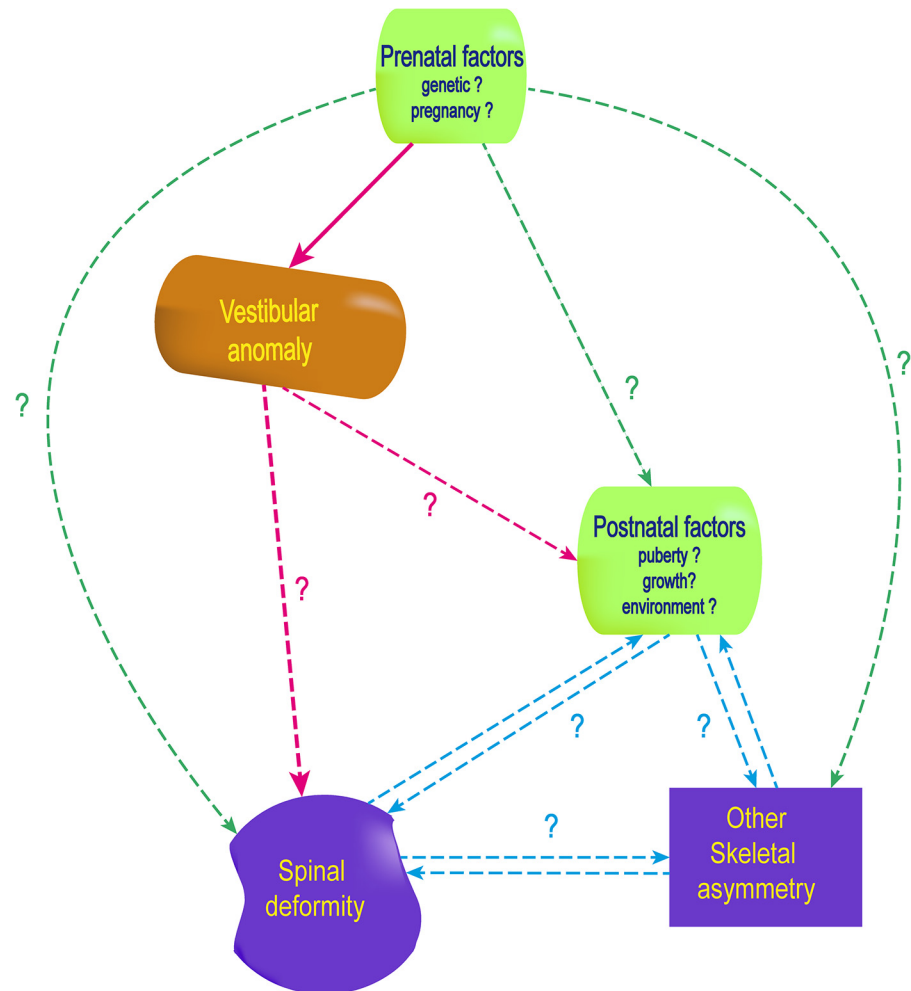 Prenatal factors
genetic ?
pregnancy ?
Vestibular
anomaly
?
?
?
?
Postnatal factors
puberty ?
growth?
environment ?
?
?
?
?
Spinal
deformity
Other
Skeletal
asymmetry